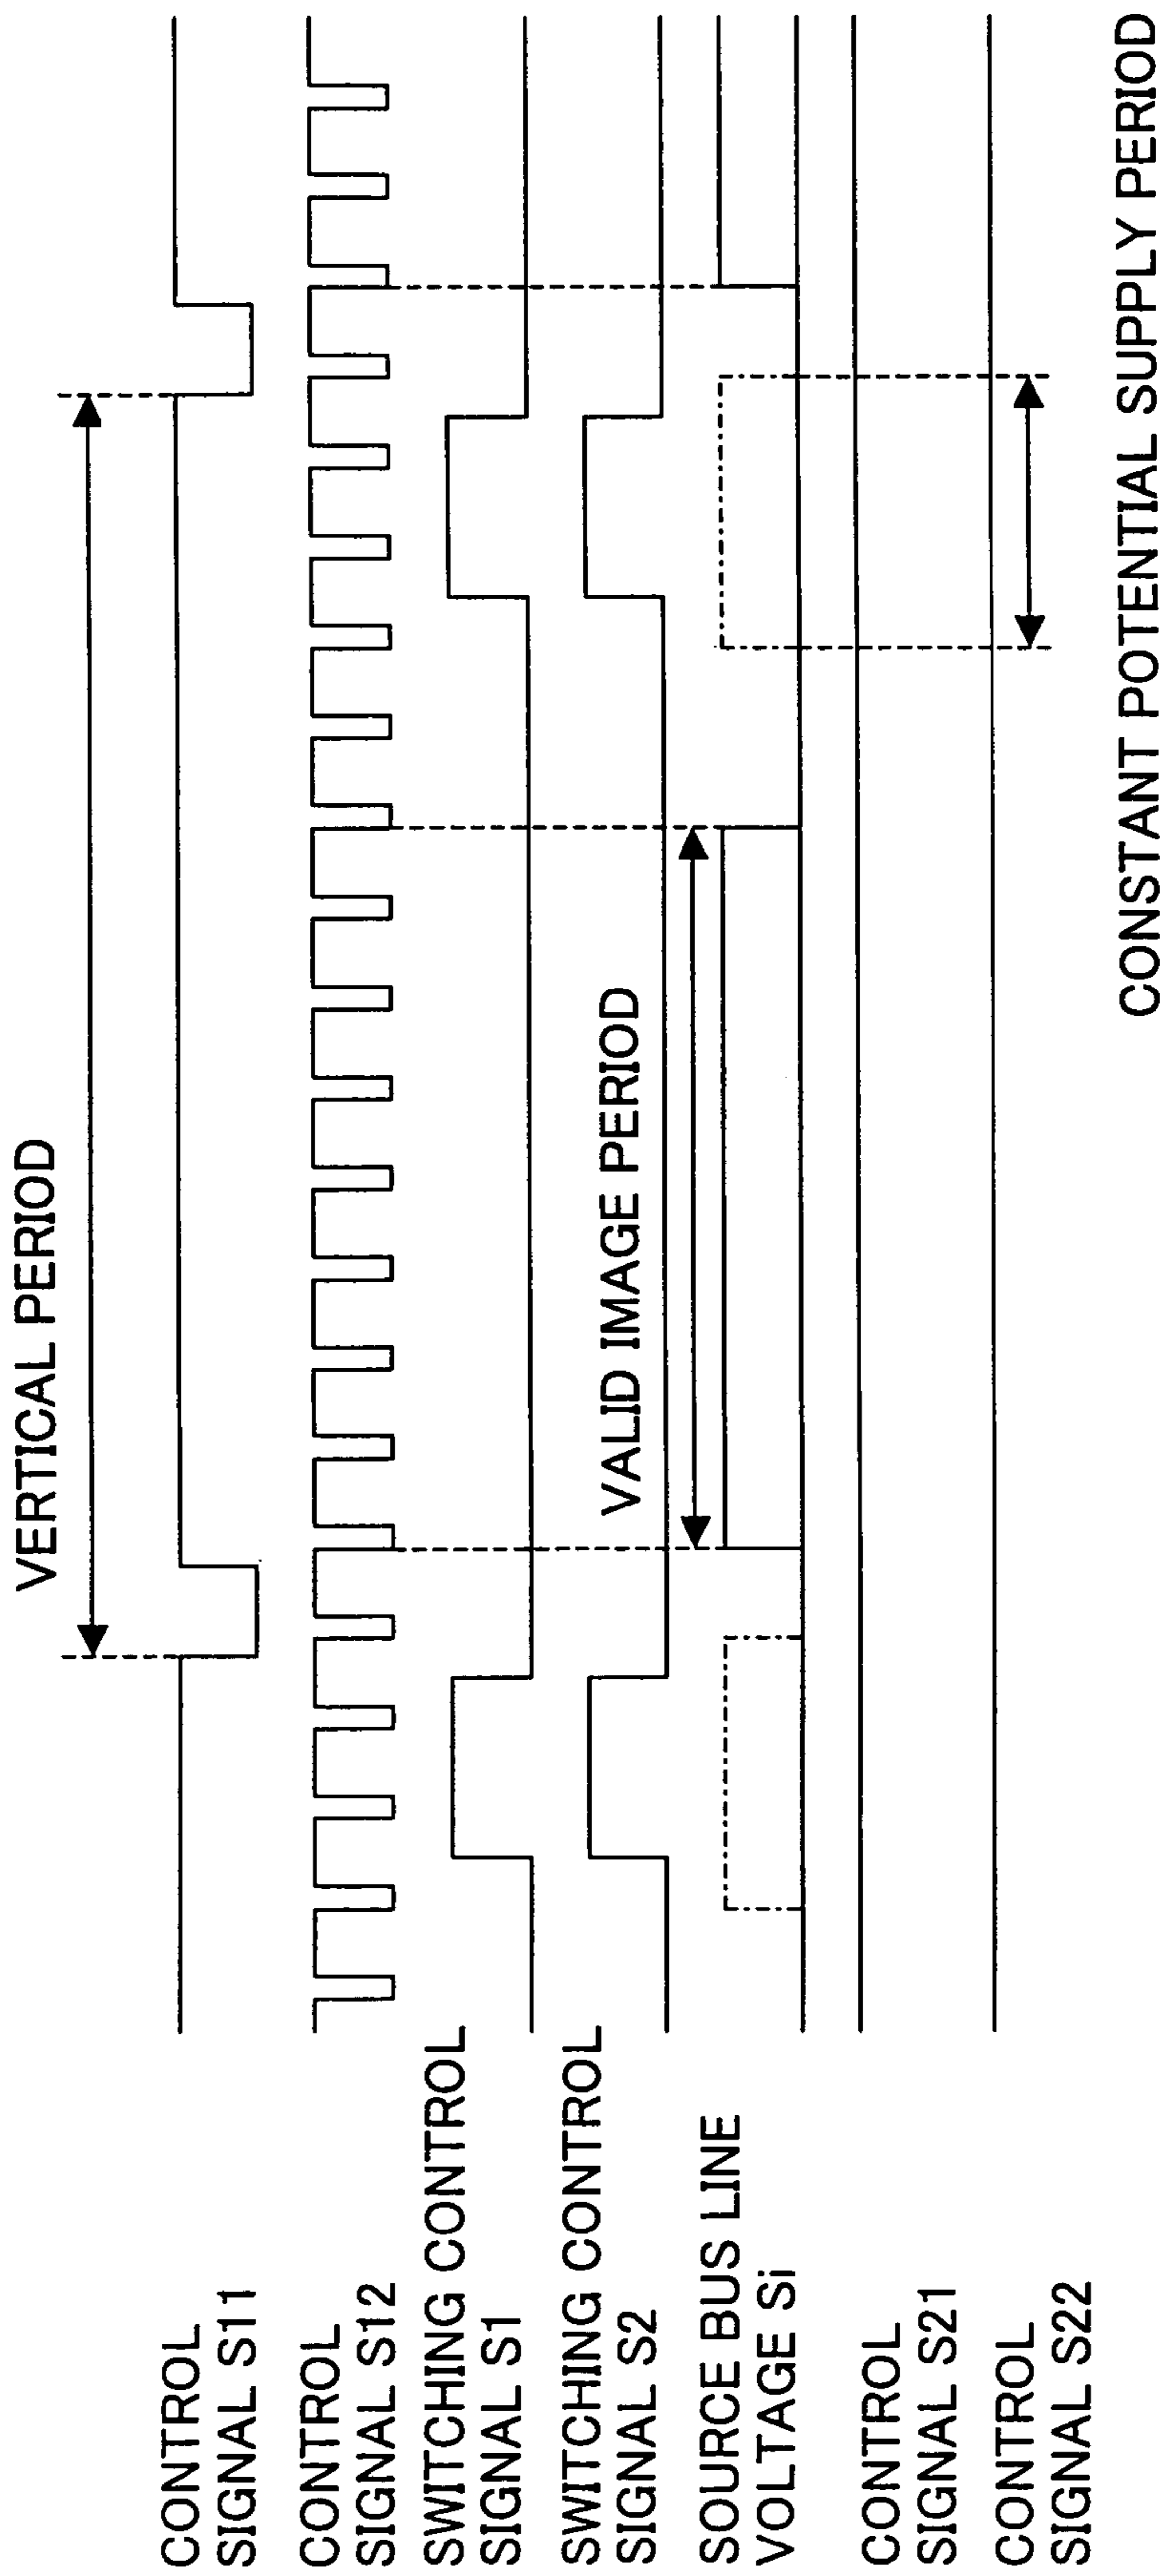 VERTICAL PERIOD
CONTROL
SIGNAL S11
CONTROL
SIGNAL S12
SWITCHING CONTROL
SIGNAL S1
SWITCHING CONTROL
SIGNAL S2
VALID IMAGE PERIOD
SOURCE BUS LINE
VOLTAGE Si
CONTROL
SIGNAL S21
CONTROL
SIGNAL S22
CONSTANT POTENTIAL SUPPLY PERIOD